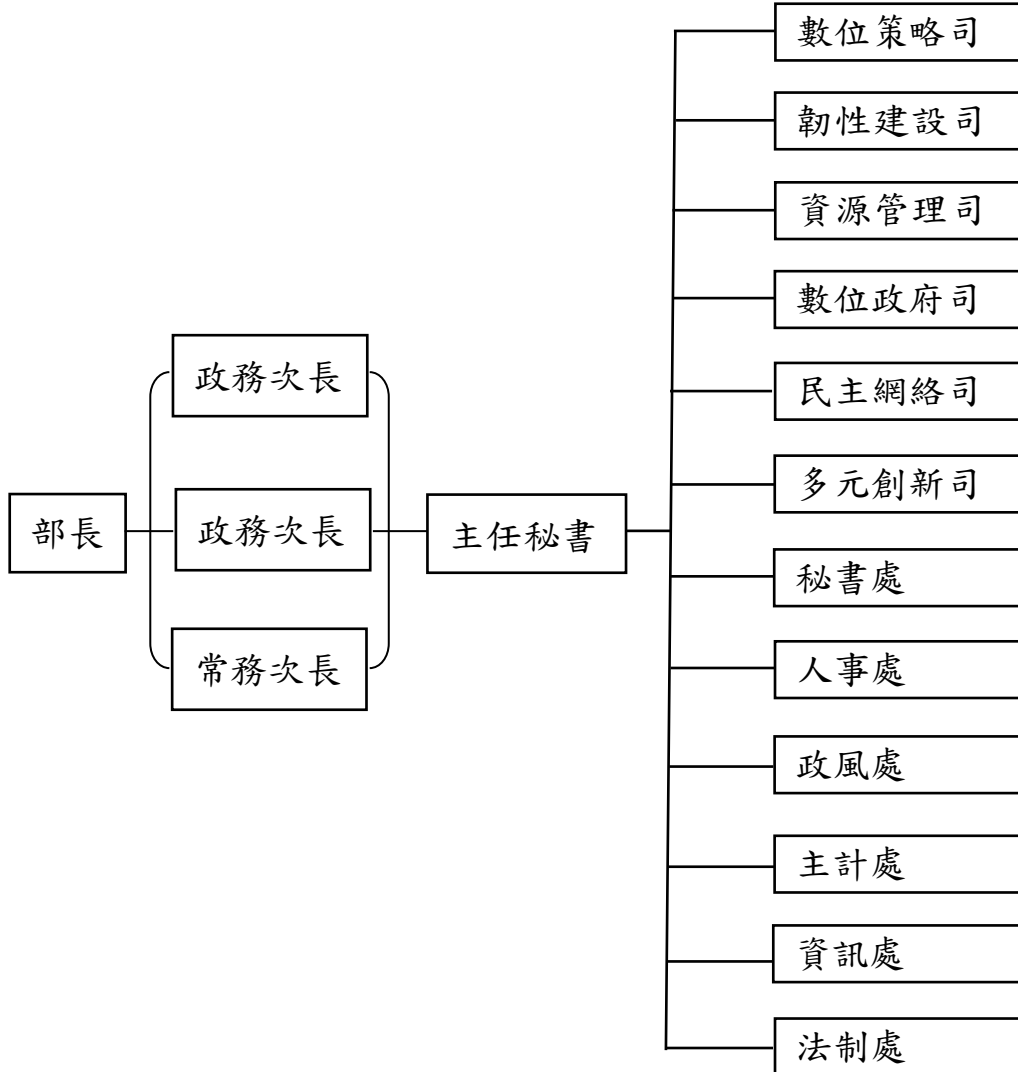 部長
政務次長
政務次長
常務次長
主任秘書
數位策略司
韌性建設司
資源管理司
數位政府司
民主網絡司
多元創新司
秘書處
人事處
政風處
主計處
資訊處
法制處